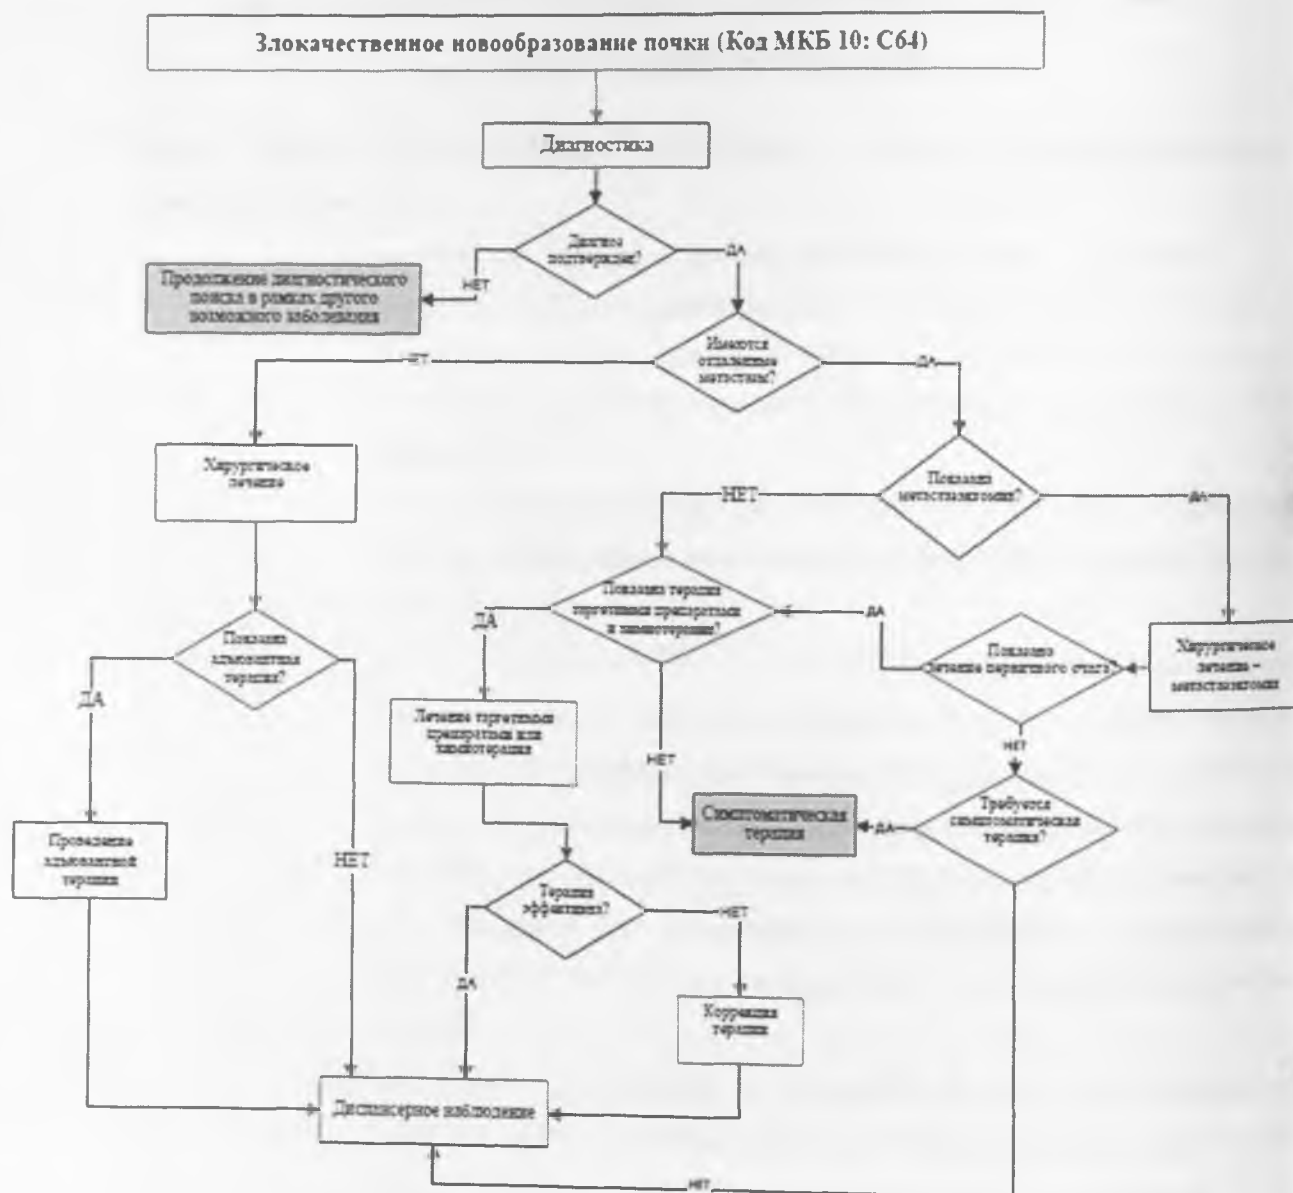 Злокачественное новообразование почки (Код МКБ 10: C64)
Диагностика
Диагноз
подтвержден?
ДА
НЕТ
Продолжение диагностического
поиска в рамках другого
возможного заболевания
Имеются
отдаленные
метастазы?
НЕТ
ДА
Хирургическое
лечение
Показана
метастазэктомия?
НЕТ
ДА
Показана терапия
таргетными препаратами
и химиотерапия?
ДА
ДА
Показано
лечение первичного очага?
Хирургическое
лечение –
метастазэктомия
Показана
адъювантная
терапия?
ДА
Лечение таргетными
препаратами или
химиотерапия
НЕТ
НЕТ
Симптоматическая
терапия
ДА
Требуется
симптоматическая
терапия?
Проведение
адъювантной
терапии
НЕТ
Терапия
эффективна?
НЕТ
ДА
Коррекция
терапии
Диспансерное наблюдение
НЕТ